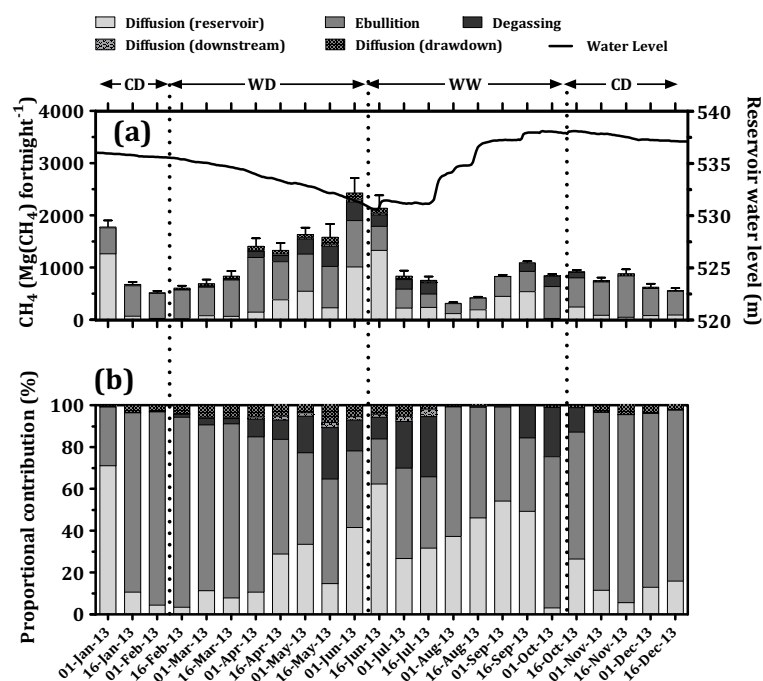 Diffusion (reservoir) Ebullition Degassing
Diffusion (downstream) Diffusion (drawdown) Water Level
CD WD WW CD
(a)
4000
3000
2000
1000
0
CH₄ (Mg(CH₄) fortnight⁻¹)
540
535
530
525
520
Reservoir water level (m)
(b)
100
80
60
40
20
0
Proportional contribution (%)
01-Jan-13
16-Jan-13
01-Feb-13
16-Feb-13
01-Mar-13
16-Mar-13
01-Apr-13
16-Apr-13
01-May-13
16-May-13
01-Jun-13
16-Jun-13
01-Jul-13
16-Jul-13
01-Aug-13
16-Aug-13
01-Sep-13
16-Sep-13
01-Oct-13
16-Oct-13
01-Nov-13
16-Nov-13
01-Dec-13
16-Dec-13